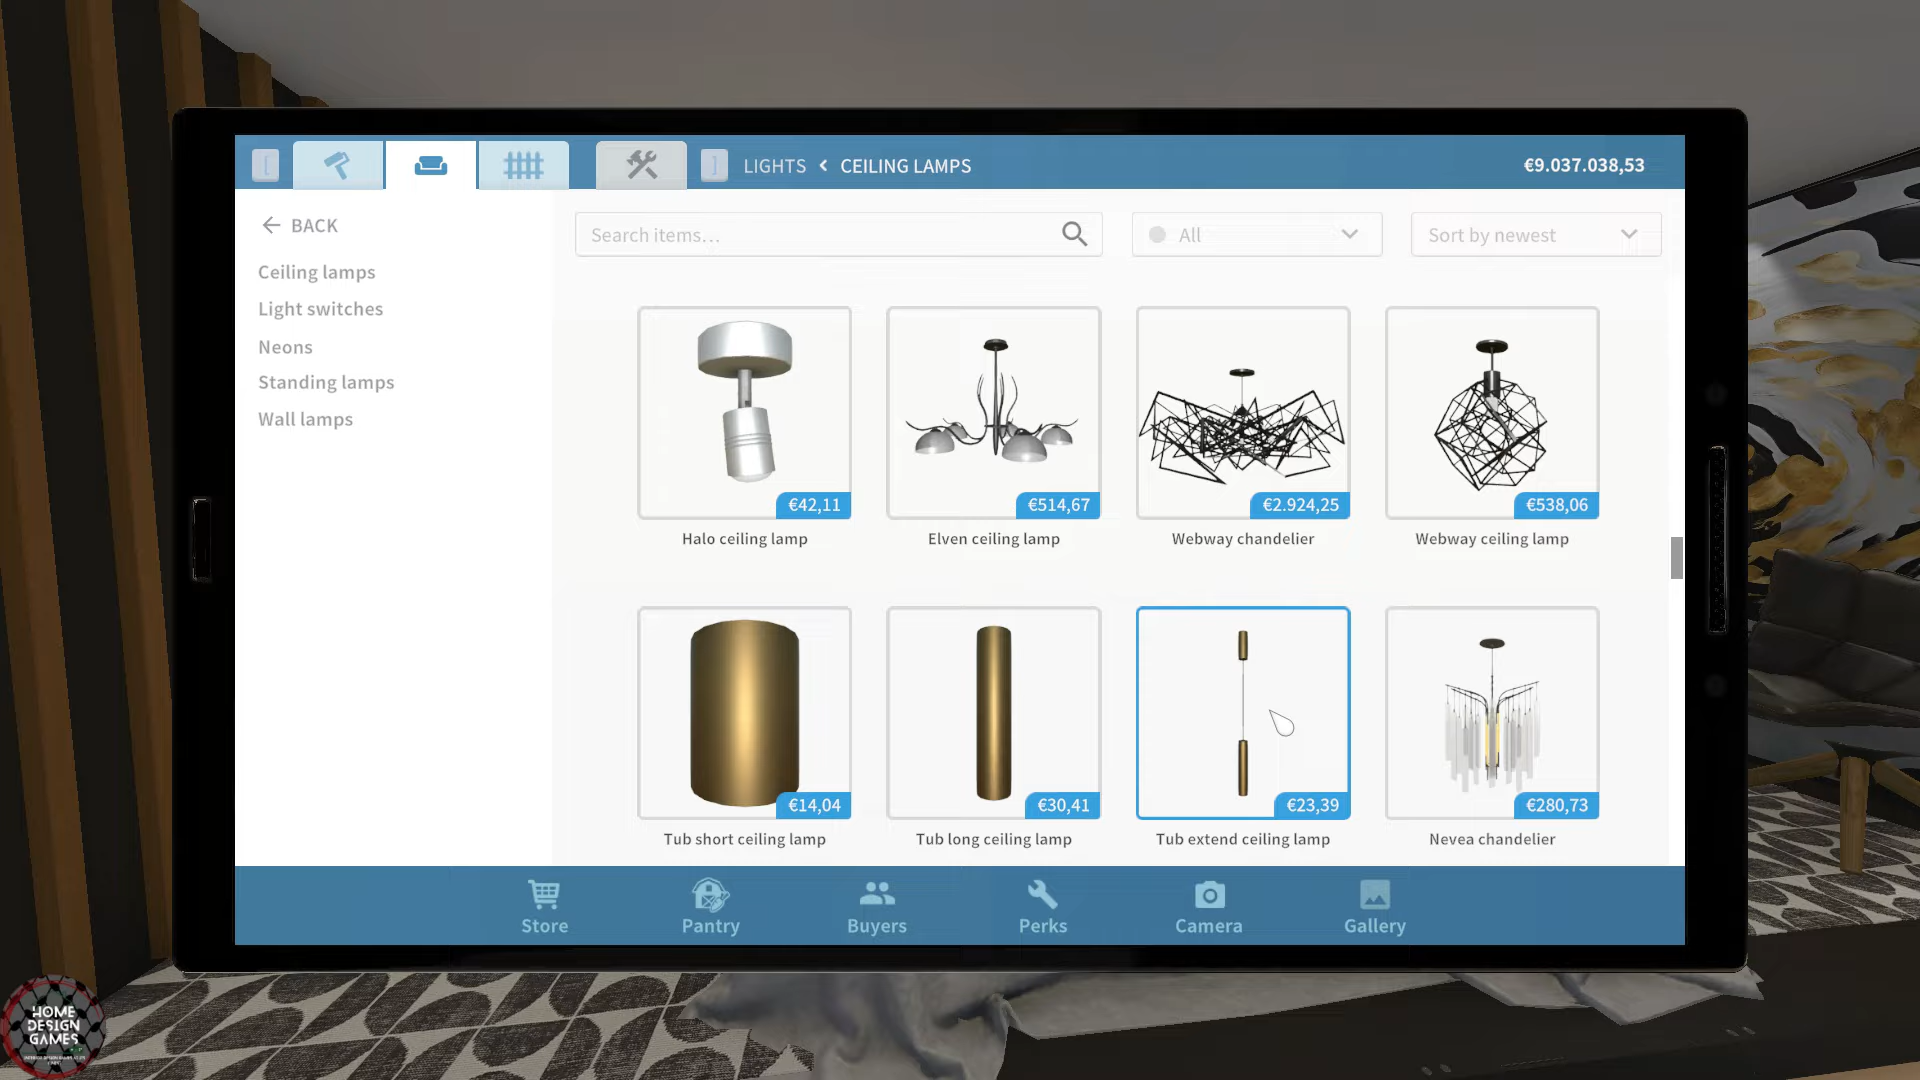 [
]
LIGHTS < CEILING LAMPS
€9.037.038,53
BACK
Ceiling lamps
Light switches
Neons
Standing lamps
Wall lamps
Search items...
All
Sort by newest
€42,11
€514,67
€2.924,25
€538,06
Halo ceiling lamp
Elven ceiling lamp
Webway chandelier
Webway ceiling lamp
€14,04
€30,41
€23,39
€280,73
Tub short ceiling lamp
Tub long ceiling lamp
Tub extend ceiling lamp
Nevea chandelier
Store
Pantry
Buyers
Perks
Camera
Gallery
HOME
DESIGN
GAMES